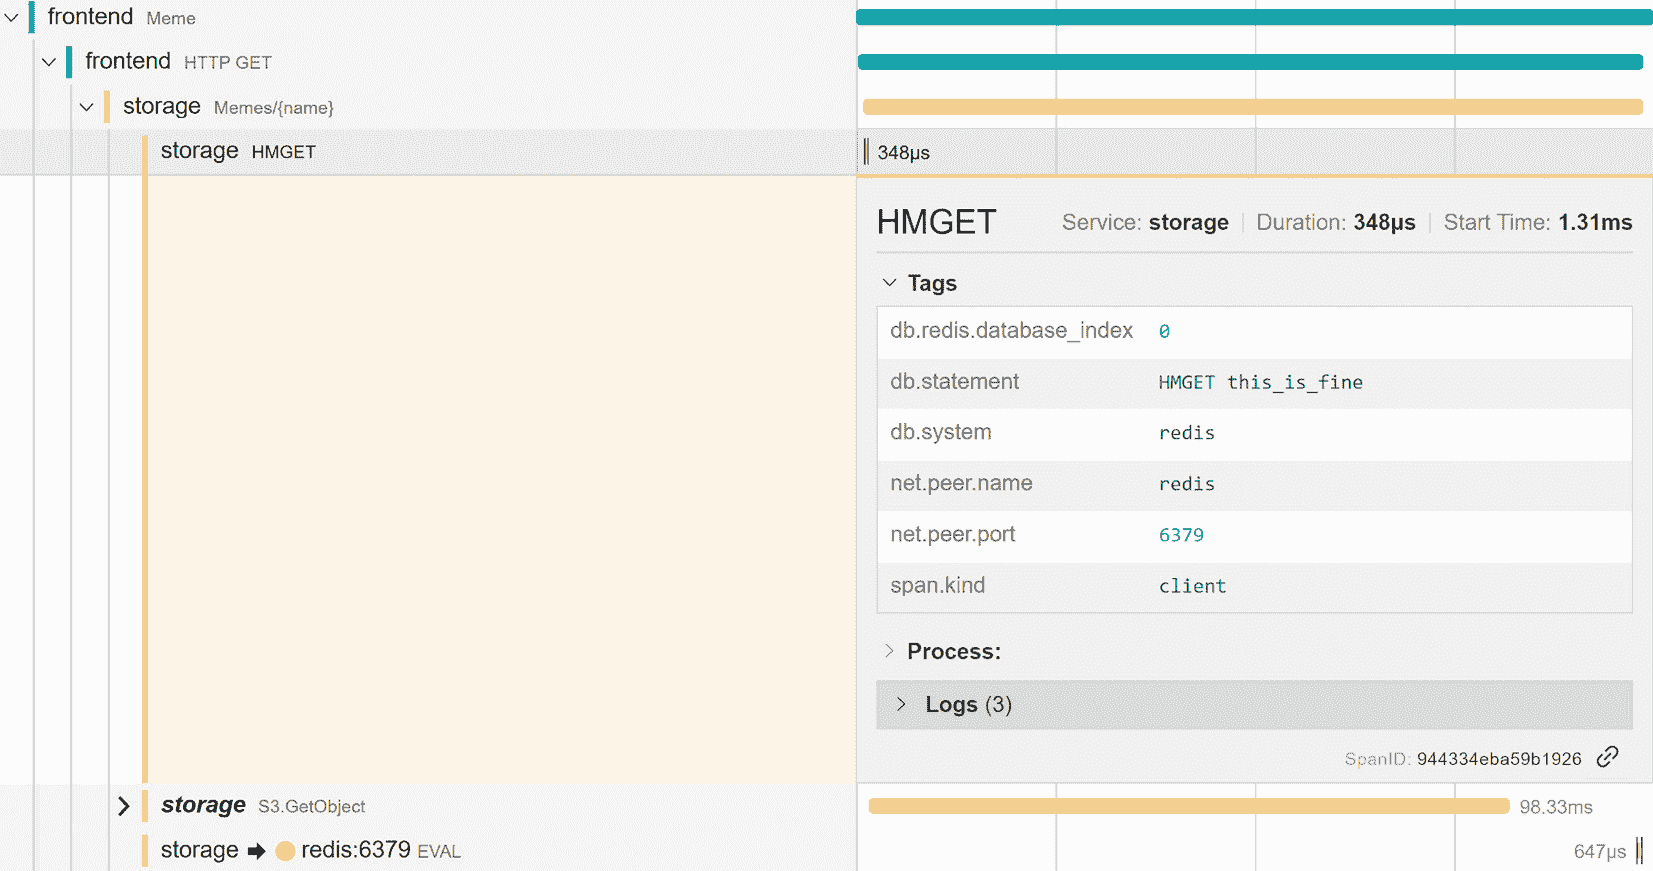 frontend Meme
frontend HTTP GET
storage Memes/{name}
storage HMGET 348µs
HMGET Service: storage Duration: 348µs Start Time: 1.31ms
Tags
db.redis.database_index 0
db.statement HMGET this_is_fine
db.system redis
net.peer.name redis
net.peer.port 6379
span.kind client
Process:
Logs (3)
SpanID: 944334eba59b1926
storage S3.GetObject 98.33ms
storage ➡ redis:6379 EVAL 647µs